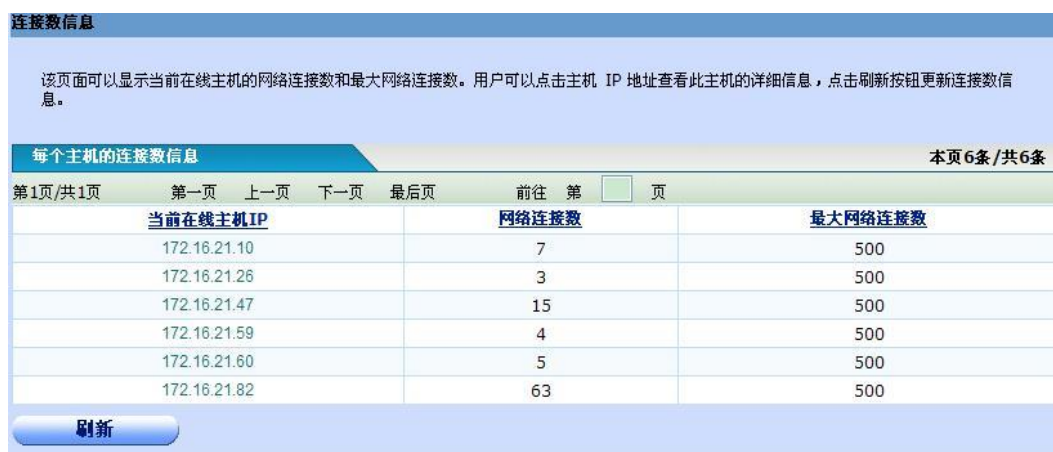 连接数信息
该页面可以显示当前在线主机的网络连接数和最大网络连接数。用户可以点击主机 IP 地址查看此主机的详细信息，点击刷新按钮更新连接数信
息。
每个主机的连接数信息 本页6条/共6条
第1页/共1页 第一页 上一页 下一页 最后页 前往 第 页
当前在线主机IP 网络连接数 最大网络连接数
172.16.21.10 7 500
172.16.21.26 3 500
172.16.21.47 15 500
172.16.21.59 4 500
172.16.21.60 5 500
172.16.21.82 63 500
刷新